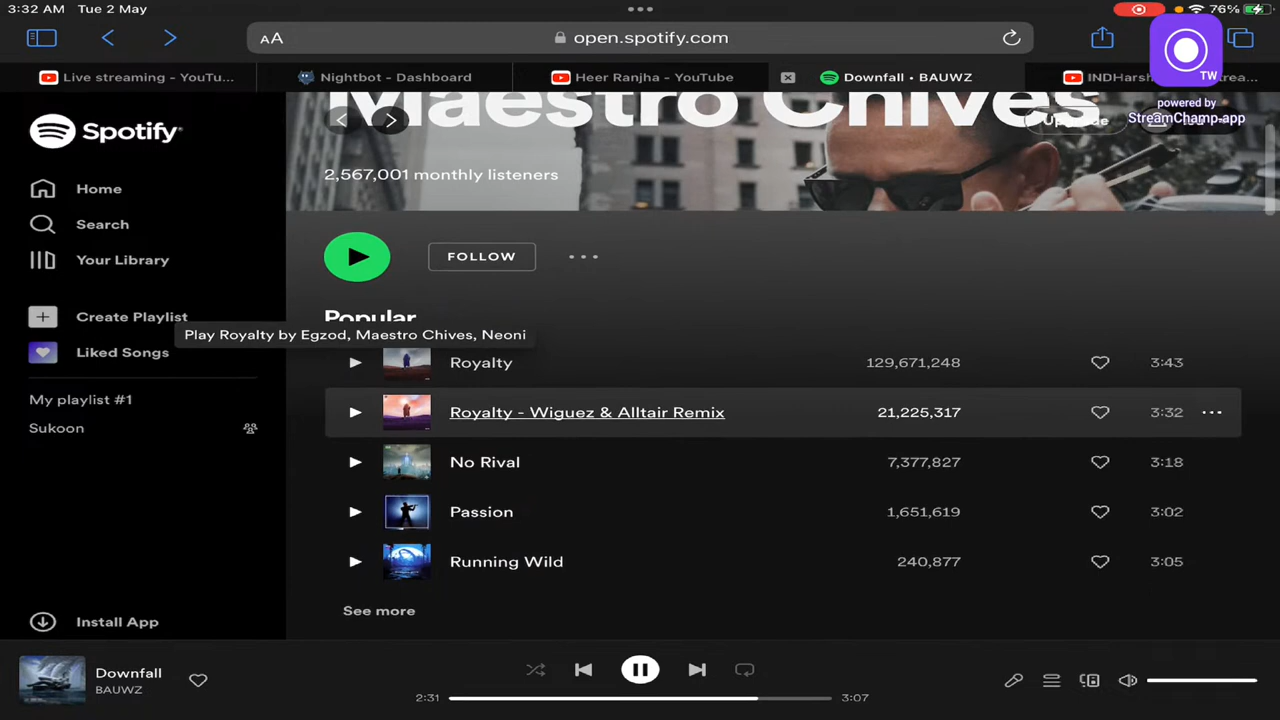 3:32 AM Tue 2 May
76%
AA
open.spotify.com
Live streaming - YouTu...
Nightbot - Dashboard
Heer Ranjha - YouTube
Downfall • BAUWZ
INDHarsh
TW
powered by
StreamChamp.app
Spotify
Maestro Chives
2,567,001 monthly listeners
Home
Search
Your Library
FOLLOW
Create Playlist
Popular
Play Royalty by Egzod, Maestro Chives, Neoni
Liked Songs
Royalty 129,671,248 3:43
My playlist #1
Royalty - Wiguez & Alltair Remix 21,225,317 3:32
Sukoon
No Rival 7,377,827 3:18
Passion 1,651,619 3:02
Running Wild 240,877 3:05
See more
Install App
Downfall
BAUWZ
2:31 3:07